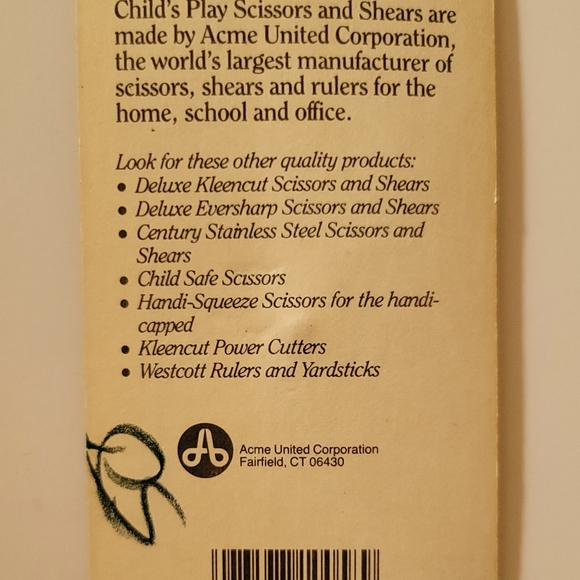 Child's Play Scissors and Shears are
made by Acme United Corporation,
the world's largest manufacturer of
scissors, shears and rulers for the
home, school and office.
Look for these other quality products:
• Deluxe Kleencut Scissors and Shears
• Deluxe Eversharp Scissors and Shears
• Century Stainless Steel Scissors and
Shears
• Child Safe Scissors
• Handi-Squeeze Scissors for the handi-
capped
• Kleencut Power Cutters
• Westcott Rulers and Yardsticks
Acme United Corporation
Fairfield, CT 06430